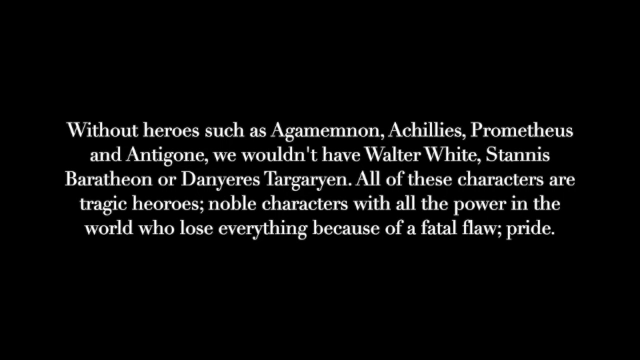 Without heroes such as Agamemnon, Achillies, Prometheus
and Antigone, we wouldn't have Walter White, Stannis
Baratheon or Danyeres Targaryen. All of these characters are
tragic heoroes; noble characters with all the power in the
world who lose everything because of a fatal flaw; pride.